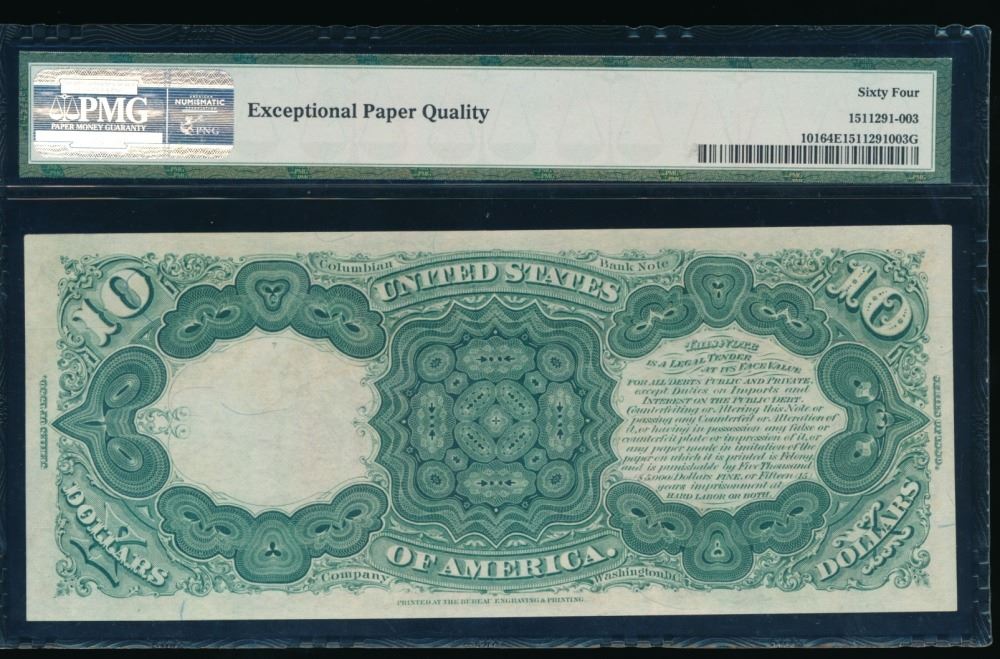 PMG
PAPER MONEY GUARANTY
AMERICAN
NUMISMATIC
ASSOCIATION
PNG
Exceptional Paper Quality
Sixty Four
1511291-003
10164E1511291003G
10
Columbian
Bank Note
UNITED STATES
10
THIS NOTE
IS A LEGAL TENDER
AT ITS FACE VALUE
FOR ALL DEBTS PUBLIC AND PRIVATE,
except Duties on Imports and
INTEREST ON THE PUBLIC DEBT.
Counterfeiting or Altering this Note or
passing any Counterfeit or Alteration of
it, or having in possession any false or
counterfeit plate or impression of it, or
any paper made in imitation of the
paper on which it is printed is Felony,
and is punishable by Five Thousand
$5,000 Dollars FINE, or Fifteen 15
years imprisonment at
HARD LABOR OR BOTH.
DOLLARS
OF AMERICA.
DOLLARS
Company
Washington D.C.
PRINTED AT THE BUREAU ENGRAVING & PRINTING.